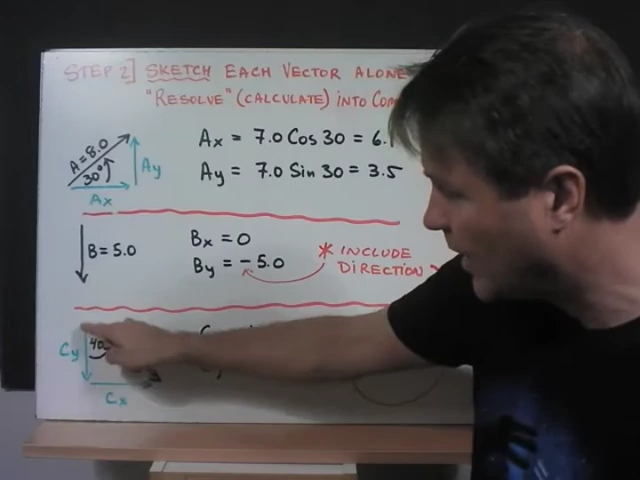 STEP 2] SKETCH EACH VECTOR ALONE
"RESOLVE" (CALCULATE) INTO
A=8.0
30°
Ay
Ax
Ax = 7.0 Cos 30 = 6.1
Ay = 7.0 Sin 30 = 3.5
B = 5.0
Bx = 0
By = -5.0
* INCLUDE
DIRECTION
Cy
40
Cx